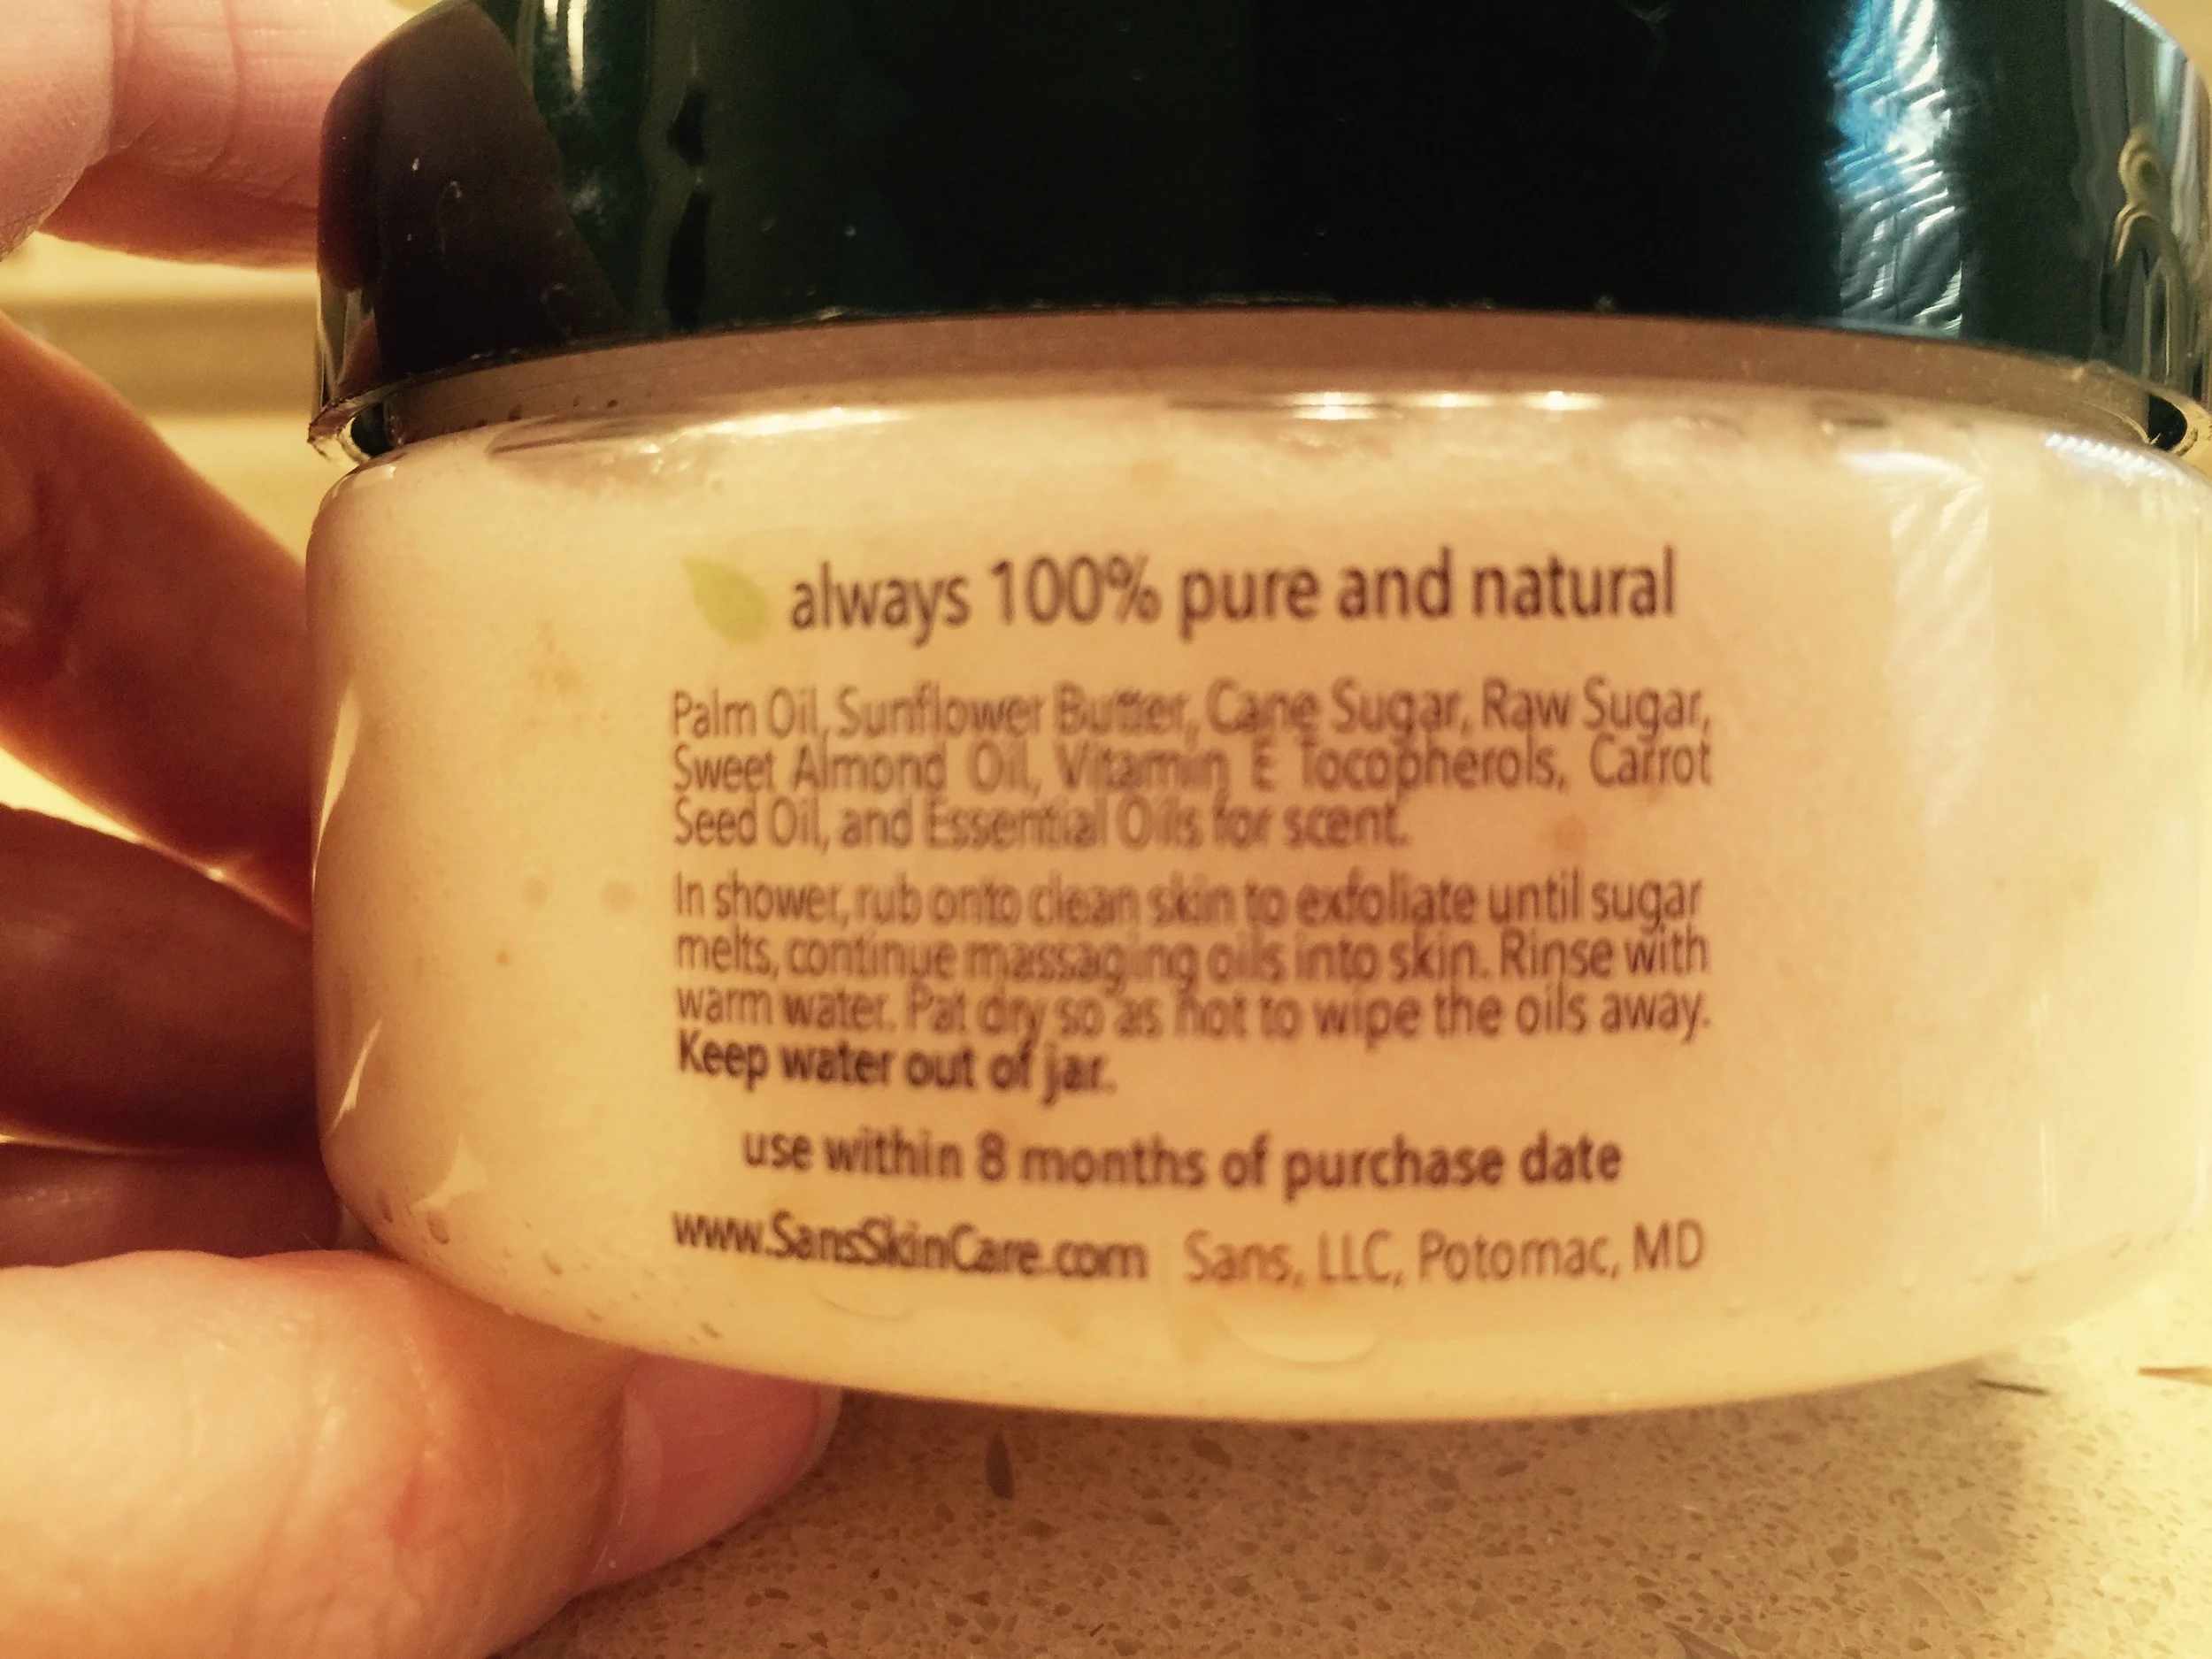 always 100% pure and natural
Palm Oil, Sunflower Butter, Cane Sugar, Raw Sugar,
Sweet Almond Oil, Vitamin E Tocopherols, Carrot
Seed Oil, and Essential Oils for scent.
In shower, rub onto clean skin to exfoliate until sugar
melts, continue massaging oils into skin. Rinse with
warm water. Pat dry so as not to wipe the oils away.
Keep water out of jar.
use within 8 months of purchase date
www.SansSkinCare.com Sans, LLC, Potomac, MD